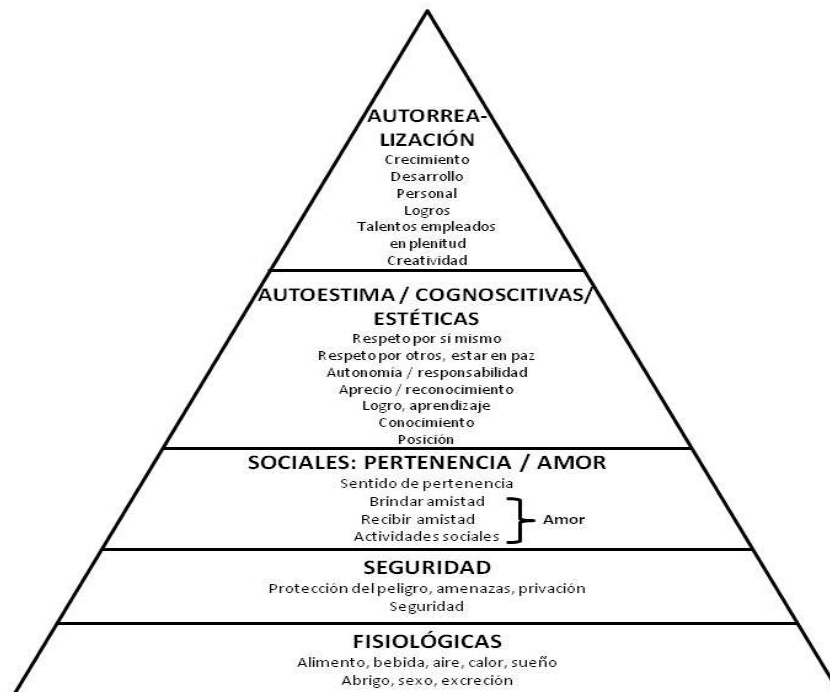 AUTORREA-
LIZACIÓN
Crecimiento
Desarrollo
Personal
Logros
Talentos empleados
en plenitud
Creatividad
AUTOESTIMA / COGNOSCITIVAS/
ESTÉTICAS
Respeto por sí mismo
Respeto por otros, estar en paz
Autonomía / responsabilidad
Aprecio / reconocimiento
Logro, aprendizaje
Conocimiento
Posición
SOCIALES: PERTENENCIA / AMOR
Sentido de pertenencia
Brindar amistad
Recibir amistad
Actividades sociales
Amor
SEGURIDAD
Protección del peligro, amenazas, privación
Seguridad
FISIOLÓGICAS
Alimento, bebida, aire, calor, sueño
Abrigo, sexo, excreción